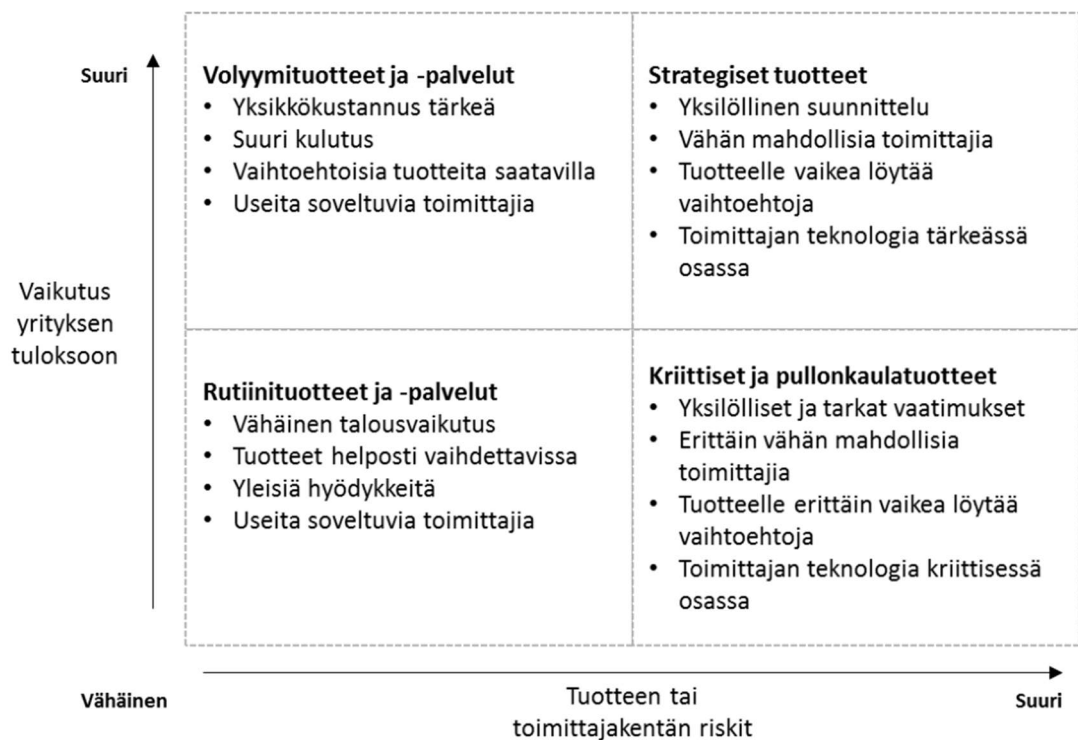 Suuri
Vaikutus
yrityksen
tuloksoon
Volyymituotteet ja -palvelut
• Yksikkökustannus tärkeä
• Suuri kulutus
• Vaihtoehtoisia tuotteita saatavilla
• Useita soveltuvia toimittajia
Strategiset tuotteet
• Yksilöllinen suunnittelu
• Vähän mahdollisia toimittajia
• Tuotteelle vaikea löytää
vaihtoehtoja
• Toimittajan teknologia tärkeässä
osassa
Rutiinituotteet ja -palvelut
• Vähäinen talousvaikutus
• Tuotteet helposti vaihdettavissa
• Yleisiä hyödykkeitä
• Useita soveltuvia toimittajia
Kriittiset ja pullonkaulatuotteet
• Yksilölliset ja tarkat vaatimukset
• Erittäin vähän mahdollisia
toimittajia
• Tuotteelle erittäin vaikea löytää
vaihtoehtoja
• Toimittajan teknologia kriittisessä
osassa
Vähäinen
Tuotteen tai
toimittajakentän riskit
Suuri